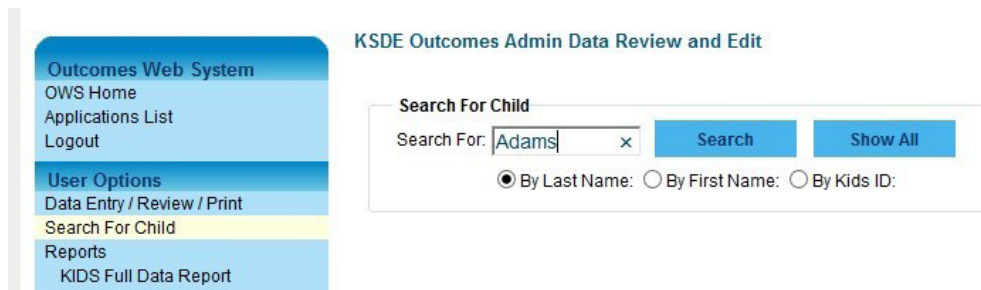 KSDE Outcomes Admin Data Review and Edit
Outcomes Web System
OWS Home
Applications List
Logout
User Options
Data Entry / Review / Print
Search For Child
Reports
KIDS Full Data Report
Search For Child
Search For: Adams × Search Show All
By Last Name: By First Name: By Kids ID: